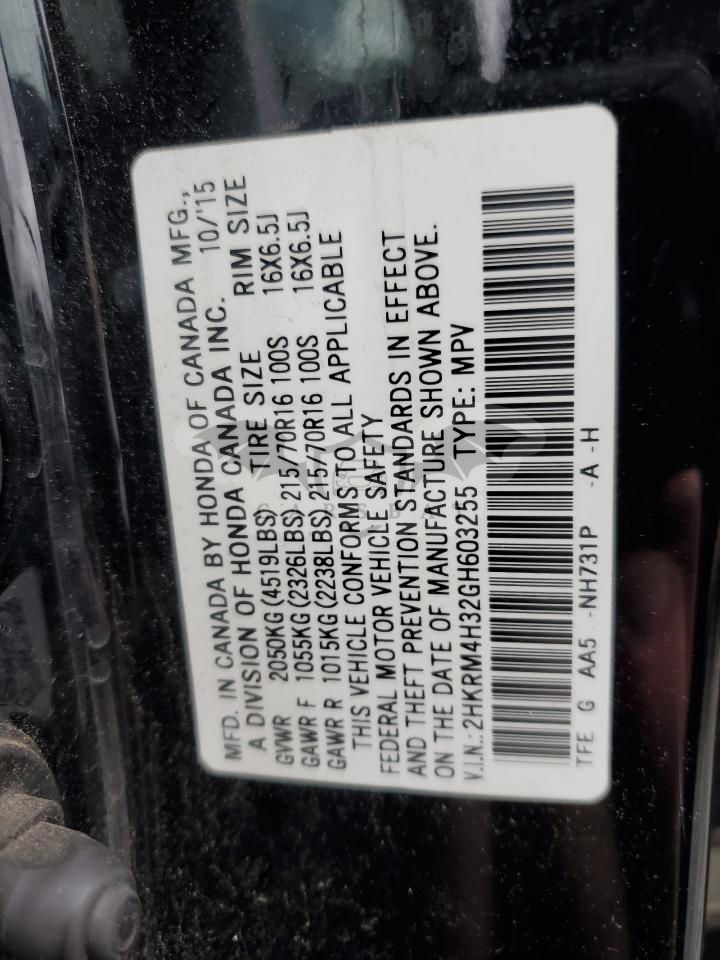 MFD. IN CANADA BY HONDA OF CANADA MFG.,
A DIVISION OF HONDA CANADA INC. 10/'15
GVWR 2050KG(4519LBS) TIRE SIZE RIM SIZE
GAWR F 1055KG(2326LBS) 215/70R16 100S 16X6.5J
GAWR R 1015KG(2238LBS) 215/70R16 100S 16X6.5J
THIS VEHICLE CONFORMS TO ALL APPLICABLE
FEDERAL MOTOR VEHICLE SAFETY
AND THEFT PREVENTION STANDARDS IN EFFECT
ON THE DATE OF MANUFACTURE SHOWN ABOVE.
V.I.N.:2HKRM4H32GH603255 TYPE: MPV
TFE G AA5 -NH731P -A -H